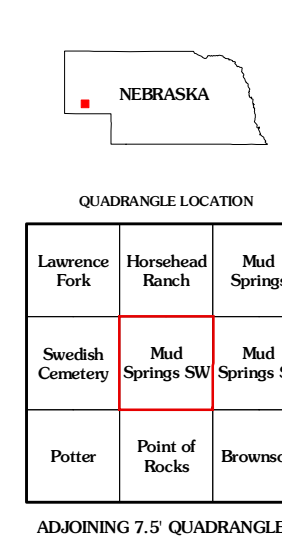 NEBRASKA
QUADRANGLE LOCATION
Lawrence Horsehead Mud
Fork Ranch
Swedish Mud Mud
Cemetery Springs SW Springs
Potter Point of
Rocks
ADJOINING 7.5' QUADRANGLE